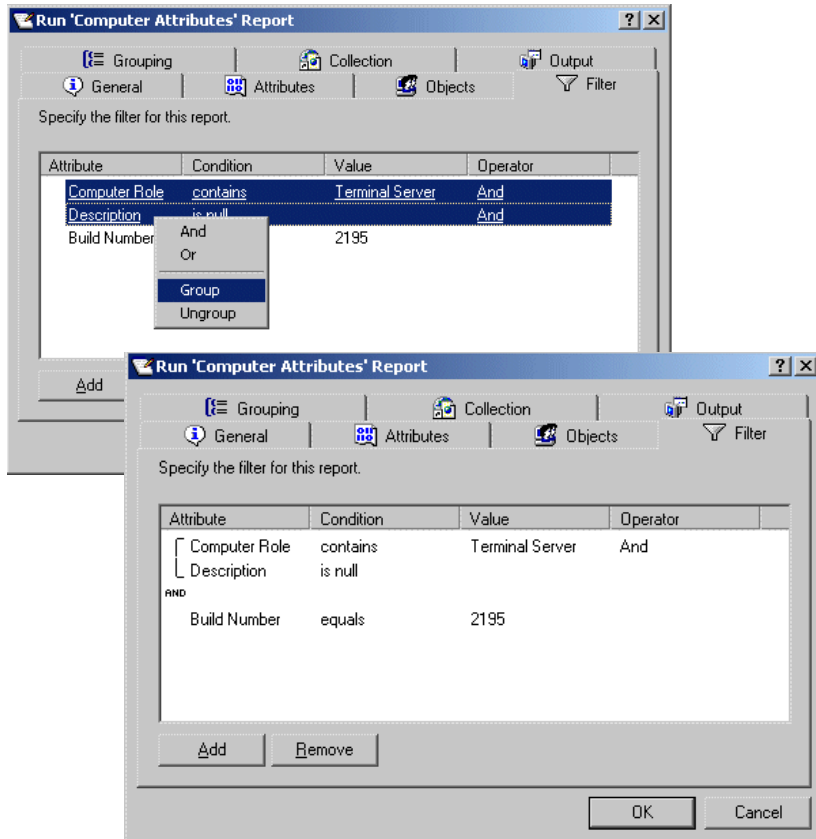 Run 'Computer Attributes' Report
Grouping Collection Output
General Attributes Objects Filter
Specify the filter for this report.
Attribute Condition Value Operator
Computer Role contains Terminal Server And
Description is null And
Build Number 2195
And
Or
Group
Ungroup
Add
Run 'Computer Attributes' Report
Grouping Collection Output
General Attributes Objects Filter
Specify the filter for this report.
Attribute Condition Value Operator
Computer Role contains Terminal Server And
Description is null
AND
Build Number equals 2195
Add Remove
OK Cancel